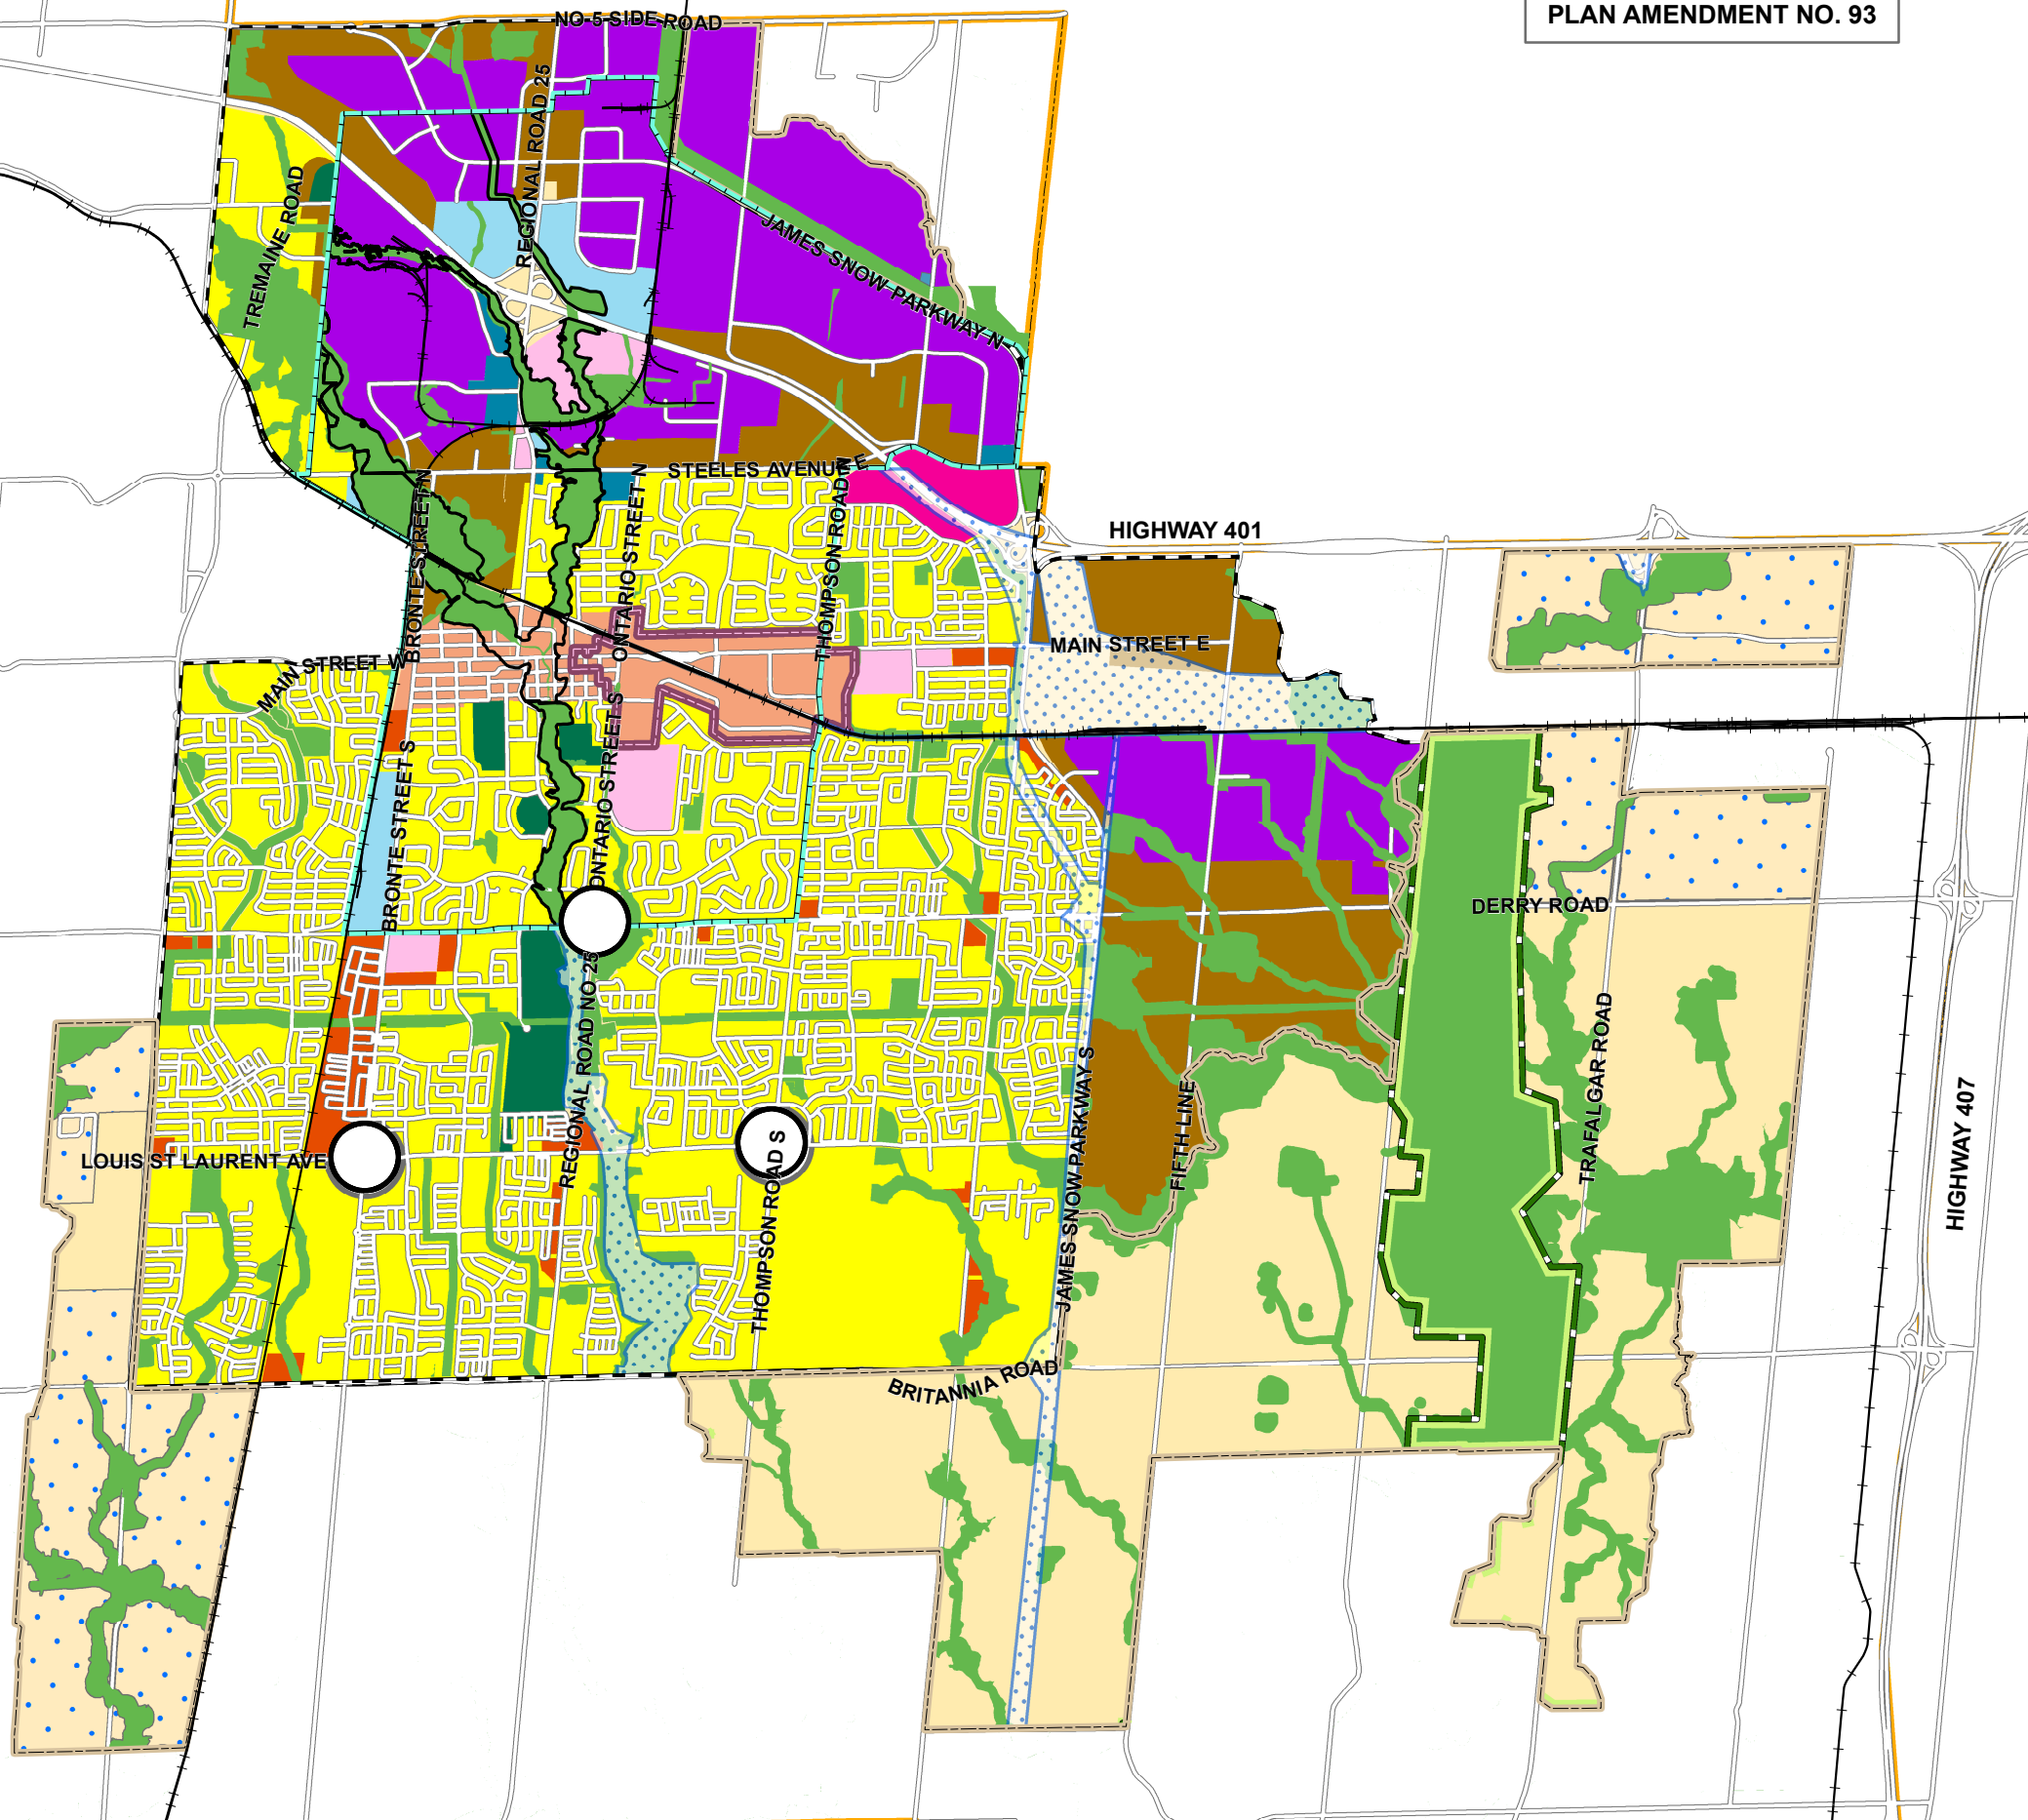 PLAN AMENDMENT NO. 93
NO 5 SIDE ROAD
REGIONAL ROAD 25
TREMAINE ROAD
JAMES SNOW PARKWAY N
STEELES AVENUE E
BRONTE STREET N
ONTARIO STREET N
THOMPSON ROAD N
HIGHWAY 401
MAIN STREET W
MAIN STREET E
BRONTE STREET S
ONTARIO STREET S
DERRY ROAD
REGIONAL ROAD NO 25
TRAFALGAR ROAD
HIGHWAY 407
LOUIS ST LAURENT AVE
THOMPSON ROAD S
JAMES SNOW PARKWAY S
FIFTH LINE
BRITANNIA ROAD